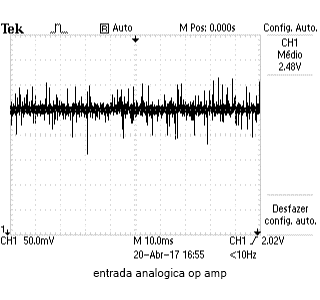 Tek
R Auto
M Pos: 0.000s
Config. Auto.
CH1
Médio
2.48V
Desfazer
config. auto.
1
CH1 50.0mV
M 10.0ms
CH1 / 2.02V
20-Abr-17 16:55
<10Hz
entrada analogica op amp